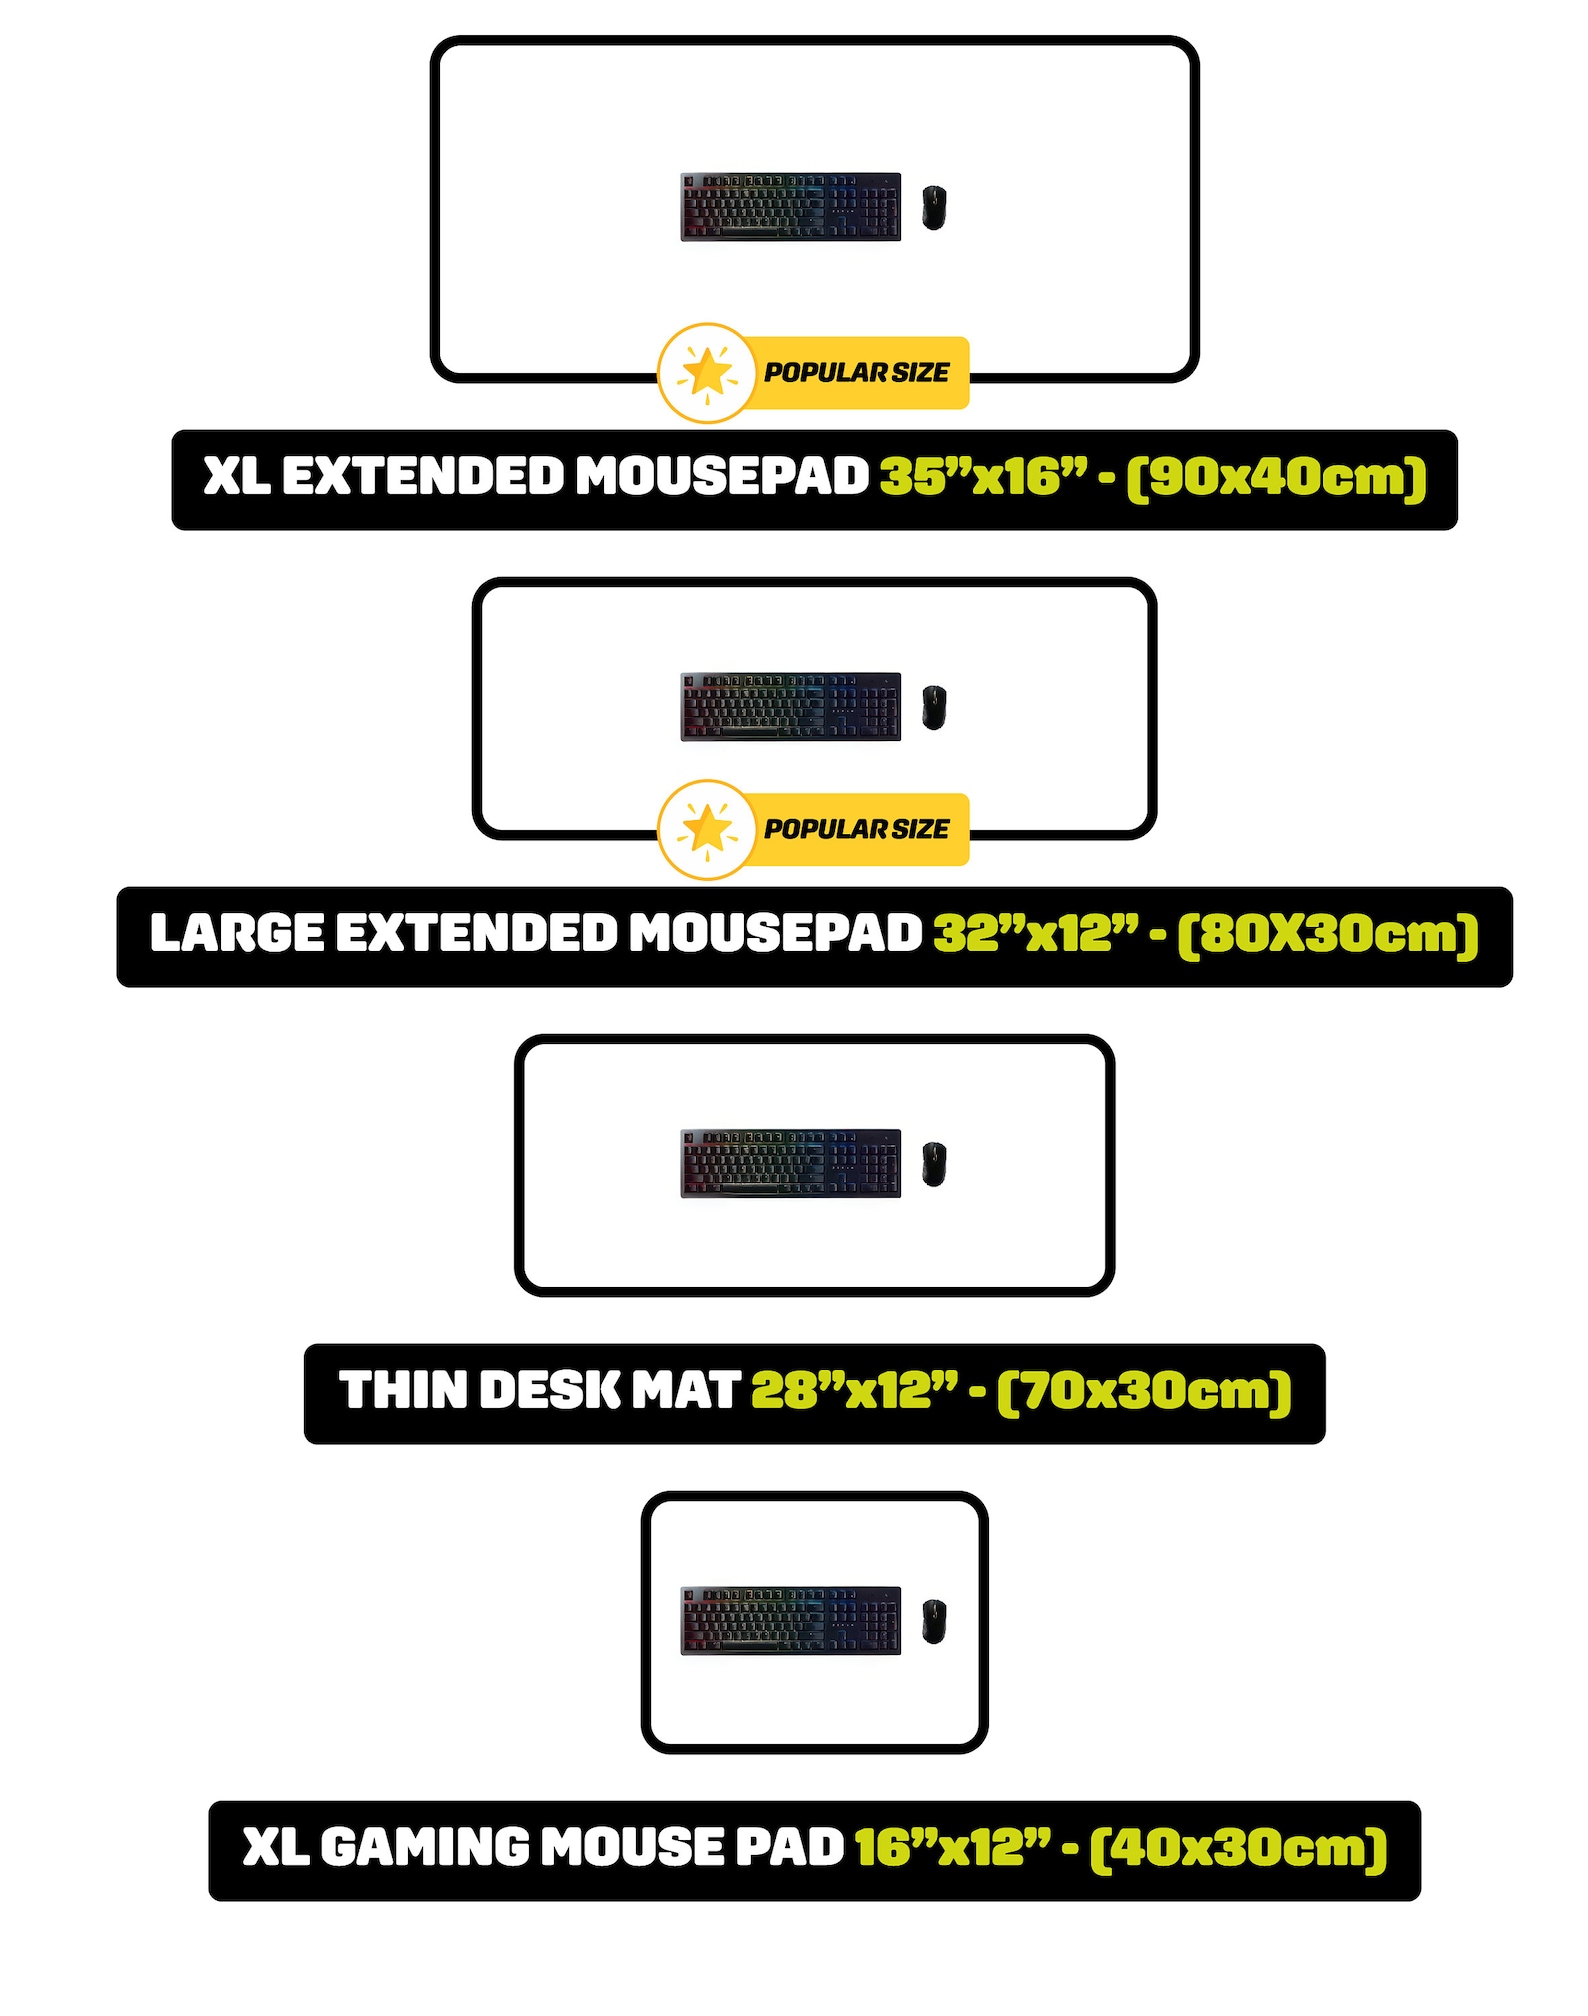 POPULAR SIZE
XL EXTENDED MOUSEPAD 35”x16” - (90x40cm)
POPULAR SIZE
LARGE EXTENDED MOUSEPAD 32”x12” - (80X30cm)
THIN DESK MAT 28”x12” - (70x30cm)
XL GAMING MOUSE PAD 16”x12” - (40x30cm)